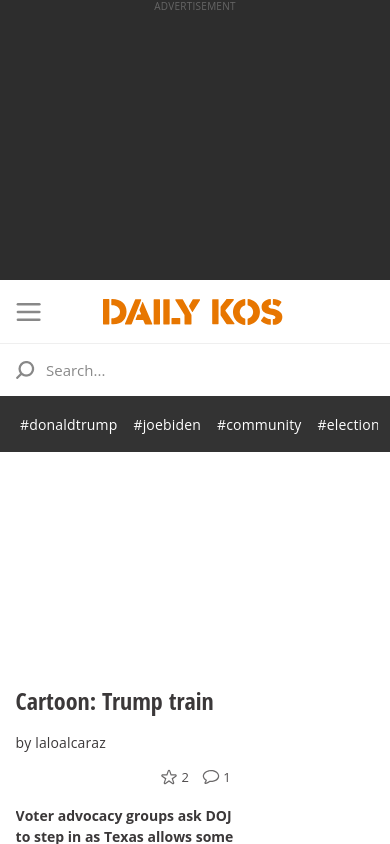 ADVERTISEMENT
DAILY KOS
Search...
#donaldtrump #joebiden #community #election
Cartoon: Trump train
by laloalcaraz
2 1
Voter advocacy groups ask DOJ
to step in as Texas allows some